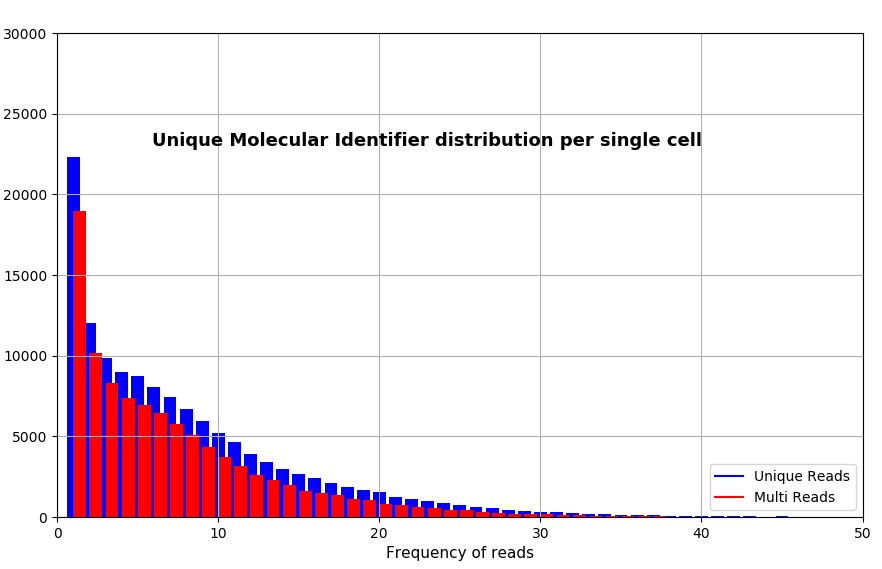 30000
25000
Unique Molecular Identifier distribution per single cell
20000
15000
10000
5000
Unique Reads
Multi Reads
0
0 10 20 30 40 50
Frequency of reads